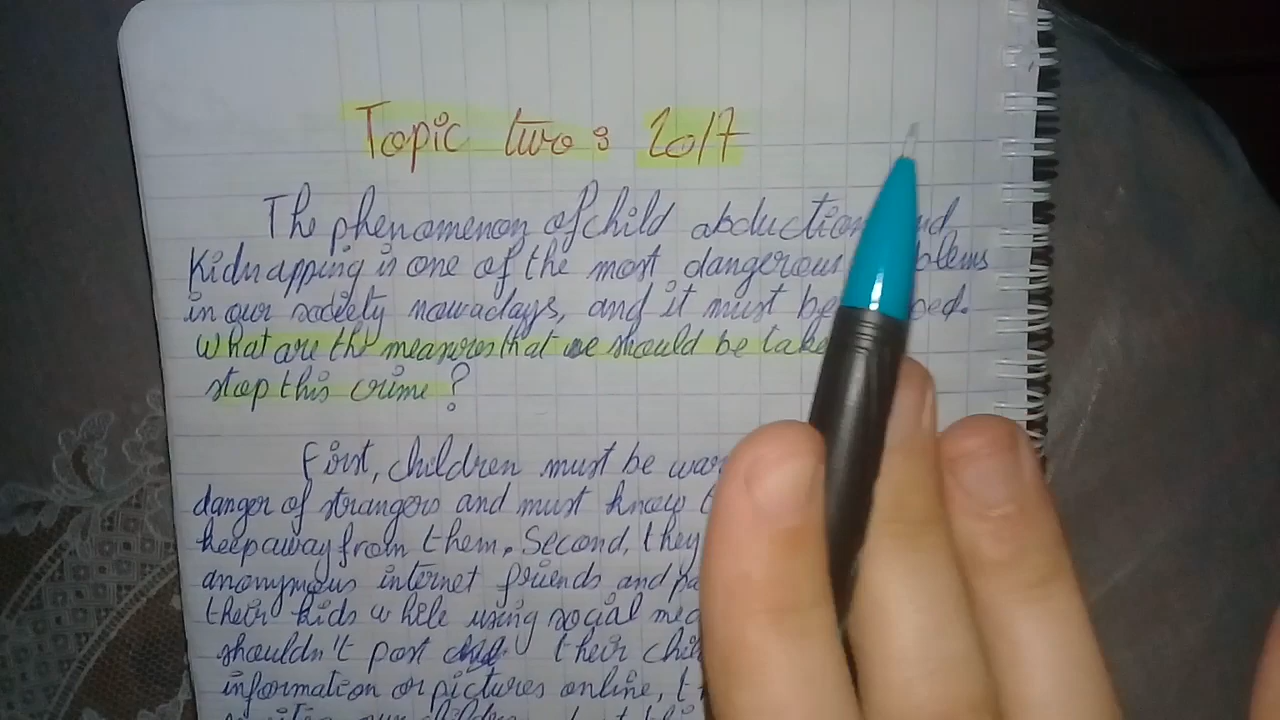 Topic two : 2017
The phenomenon of child abduction
Kidnapping is one of the most dangerous
in our society nowadays, and it must be
what are the measures that we should be
stop this crime ?
First, children must be
danger of strangers and must know
keep away from them. Second, they
anonymous internet friends and
their kids while using social
shouldn't post their
information or pictures online,